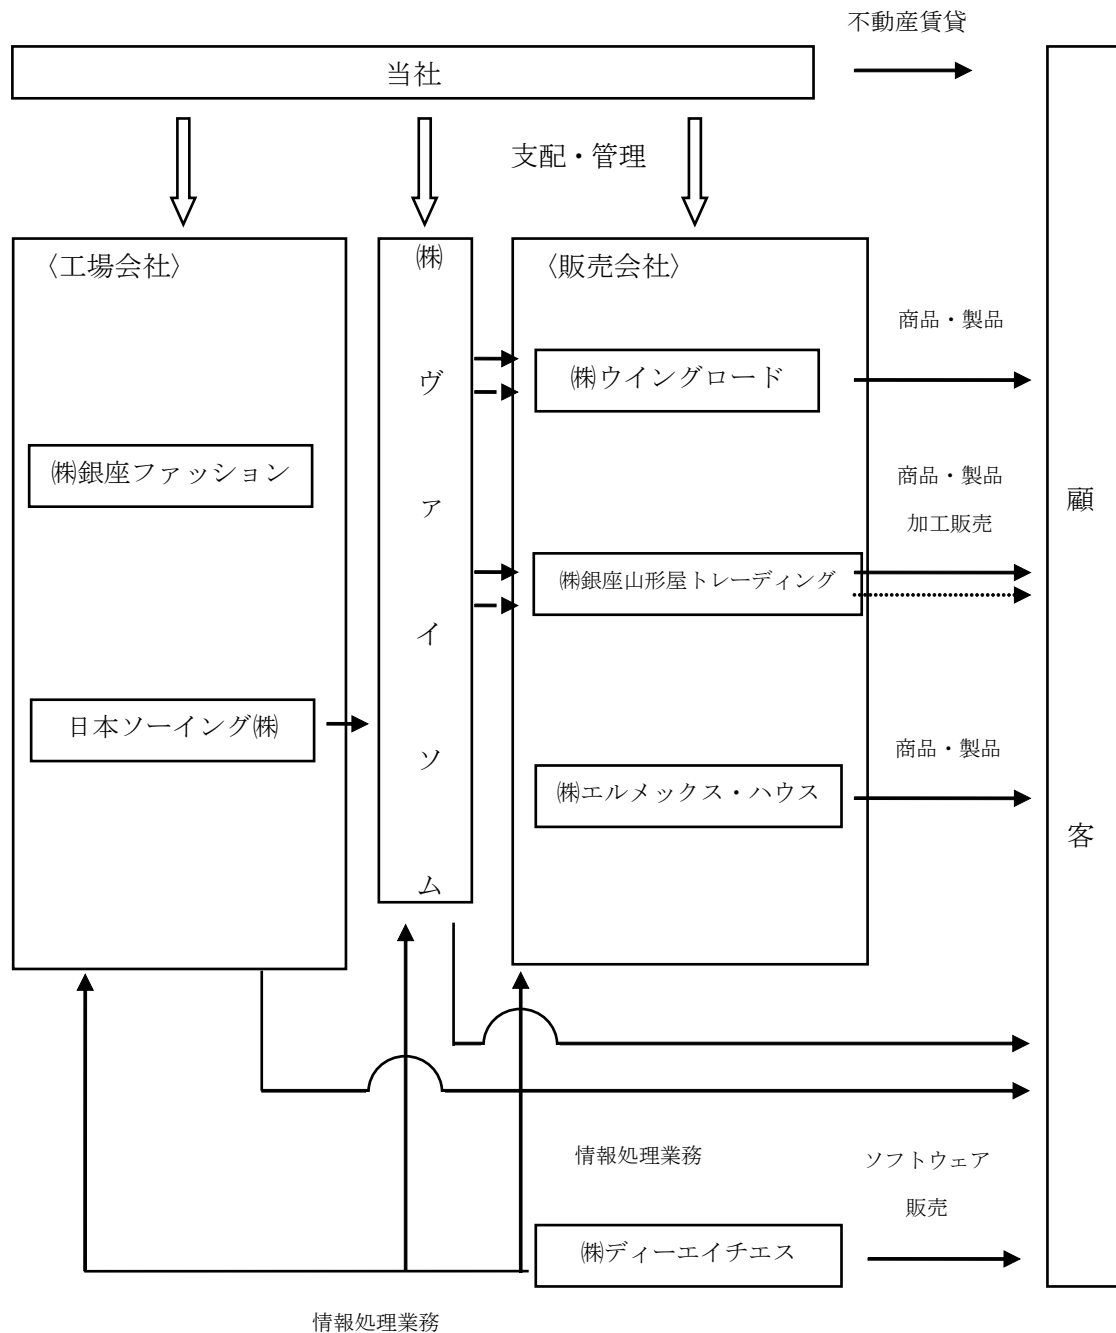 不動産賃貸
当社
支配・管理
〈工場会社〉
㈱銀座ファッション
日本ソーイング㈱
㈱ヴァイソム
〈販売会社〉
㈱ウイングロード
㈱銀座山形屋トレーディング
㈱エルメックス・ハウス
商品・製品
商品・製品
加工販売
商品・製品
顧客
情報処理業務
ソフトウェア
販売
㈱ディーエイチエス
情報処理業務